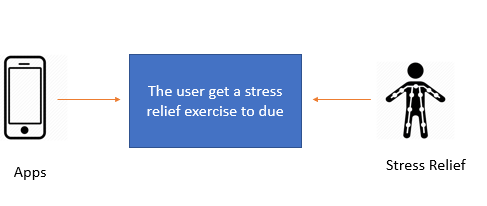 The user get a stress
relief exercise to due
Apps
Stress Relief